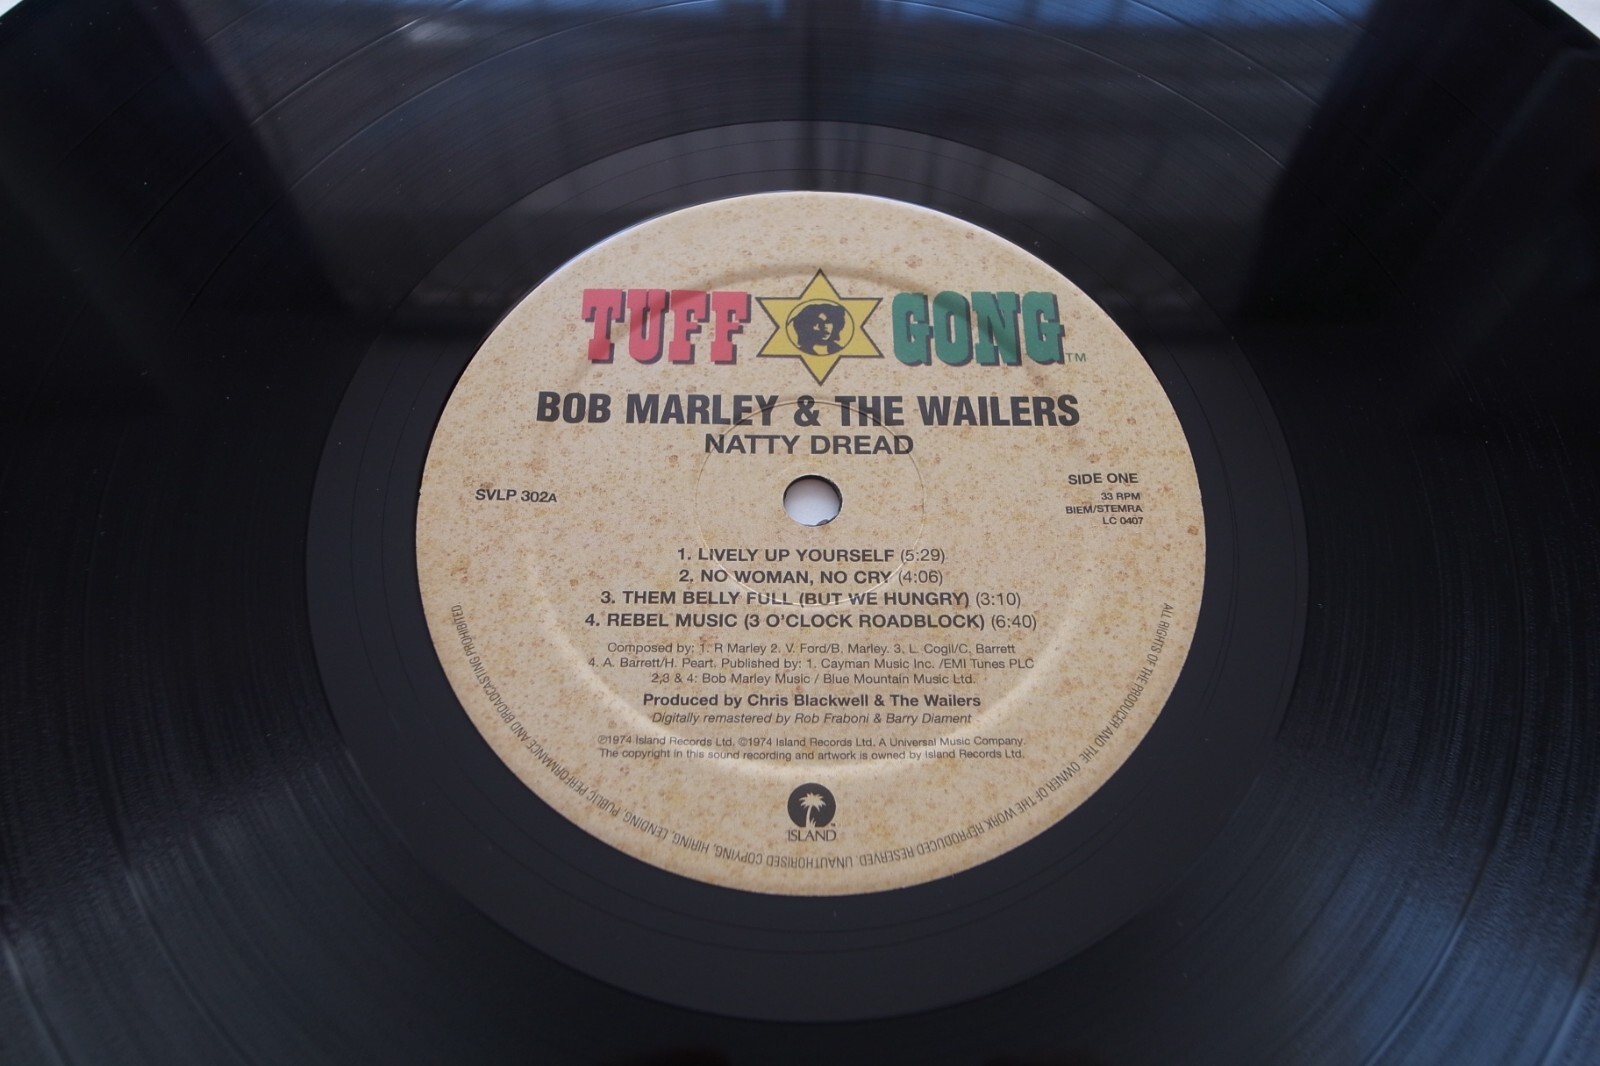 TUFF GONG™
BOB MARLEY & THE WAILERS
NATTY DREAD
SVLP 302A
SIDE ONE
33 RPM
BIEM/STEMRA
LC 0407
1. LIVELY UP YOURSELF (5:29)
2. NO WOMAN, NO CRY (4:06)
3. THEM BELLY FULL (BUT WE HUNGRY) (3:10)
4. REBEL MUSIC (3 O'CLOCK ROADBLOCK) (6:40)
Composed by: 1. R Marley 2. V. Ford/B, Marley. 3, L. Cogil/C, Barrett
4. A. Barrett/H. Peart. Published by: 1. Cayman Music Inc. /EMI Tunes PLC
2,3 & 4: Bob Marley Music / Blue Mountain Music Ltd.
Produced by Chris Blackwell & The Wailers
Digitally remastered by Rob Fraboni & Barry Diament
℗1974 Island Records Ltd. ©1974 Island Records Ltd. A Universal Music Company.
The copyright in this sound recording and artwork is owned by Island Records Ltd.
ISLAND™
ALL RIGHTS OF THE PRODUCER AND THE OWNER OF THE WORK REPRODUCED RESERVED. UNAUTHORISED COPYING, HIRING, LENDING, PUBLIC PERFORMANCE AND BROADCASTING PROHIBITED